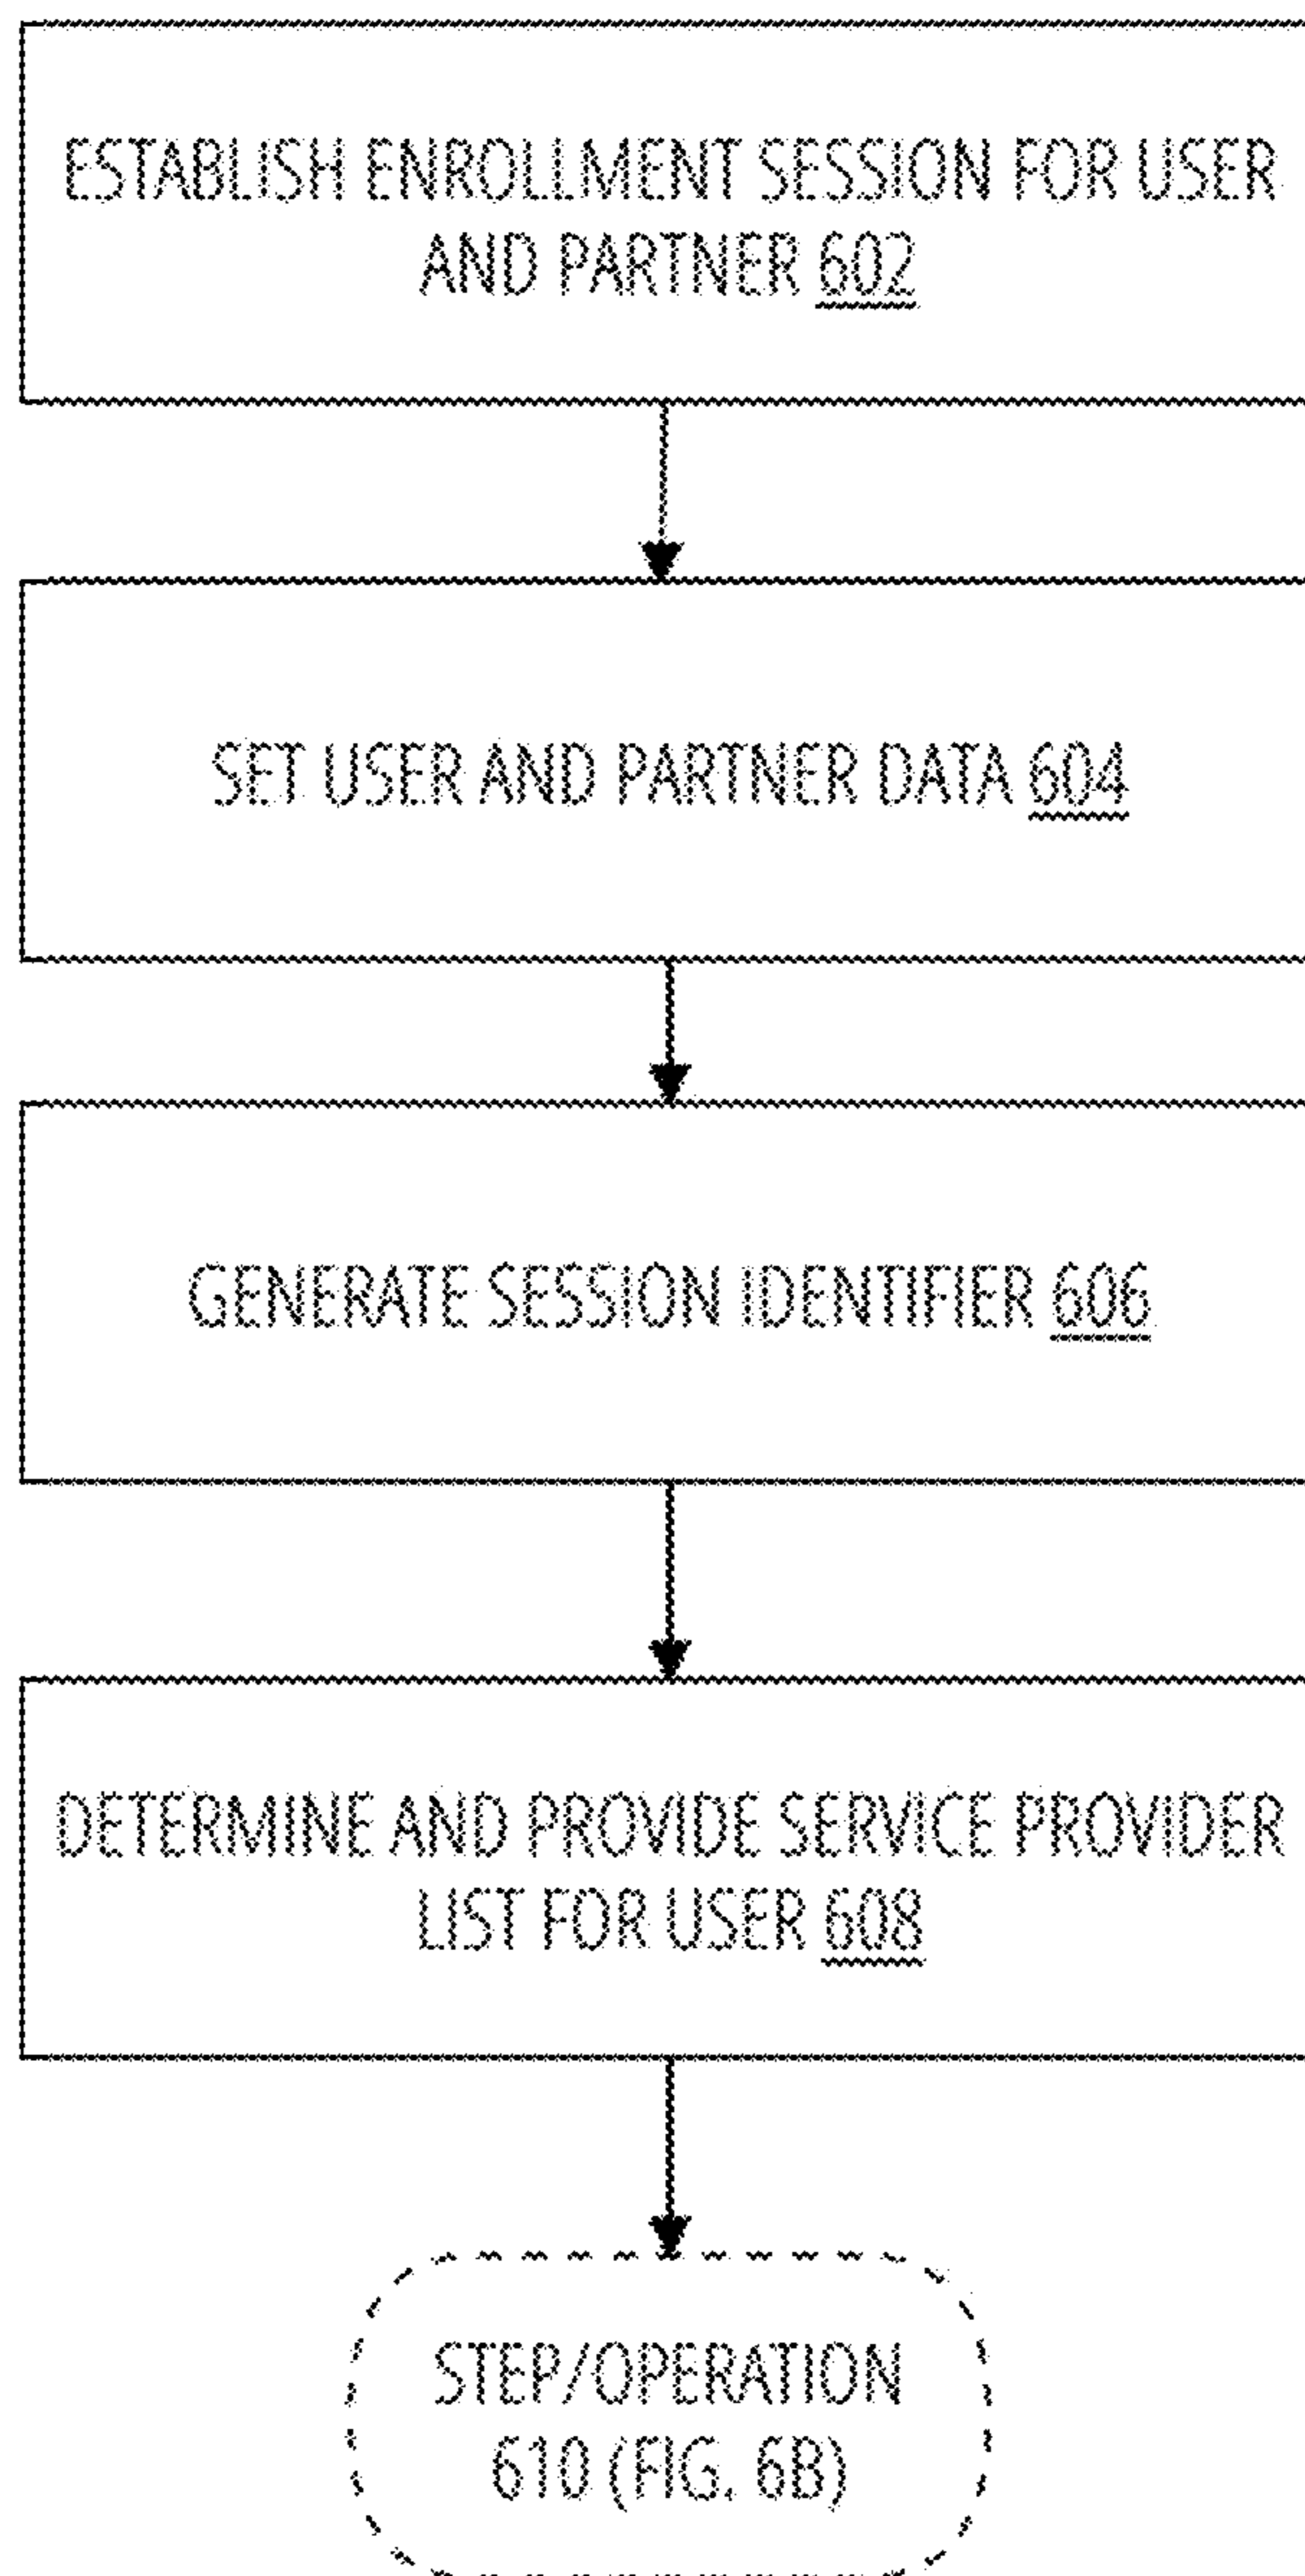 ESTABLISH ENROLLMENT SESSION FOR USER
AND PARTNER 602
SET USER AND PARTNER DATA 604
GENERATE SESSION IDENTIFIER 606
DETERMINE AND PROVIDE SERVICE PROVIDER
LIST FOR USER 608
STEP/OPERATION
610 (FIG. 6B)